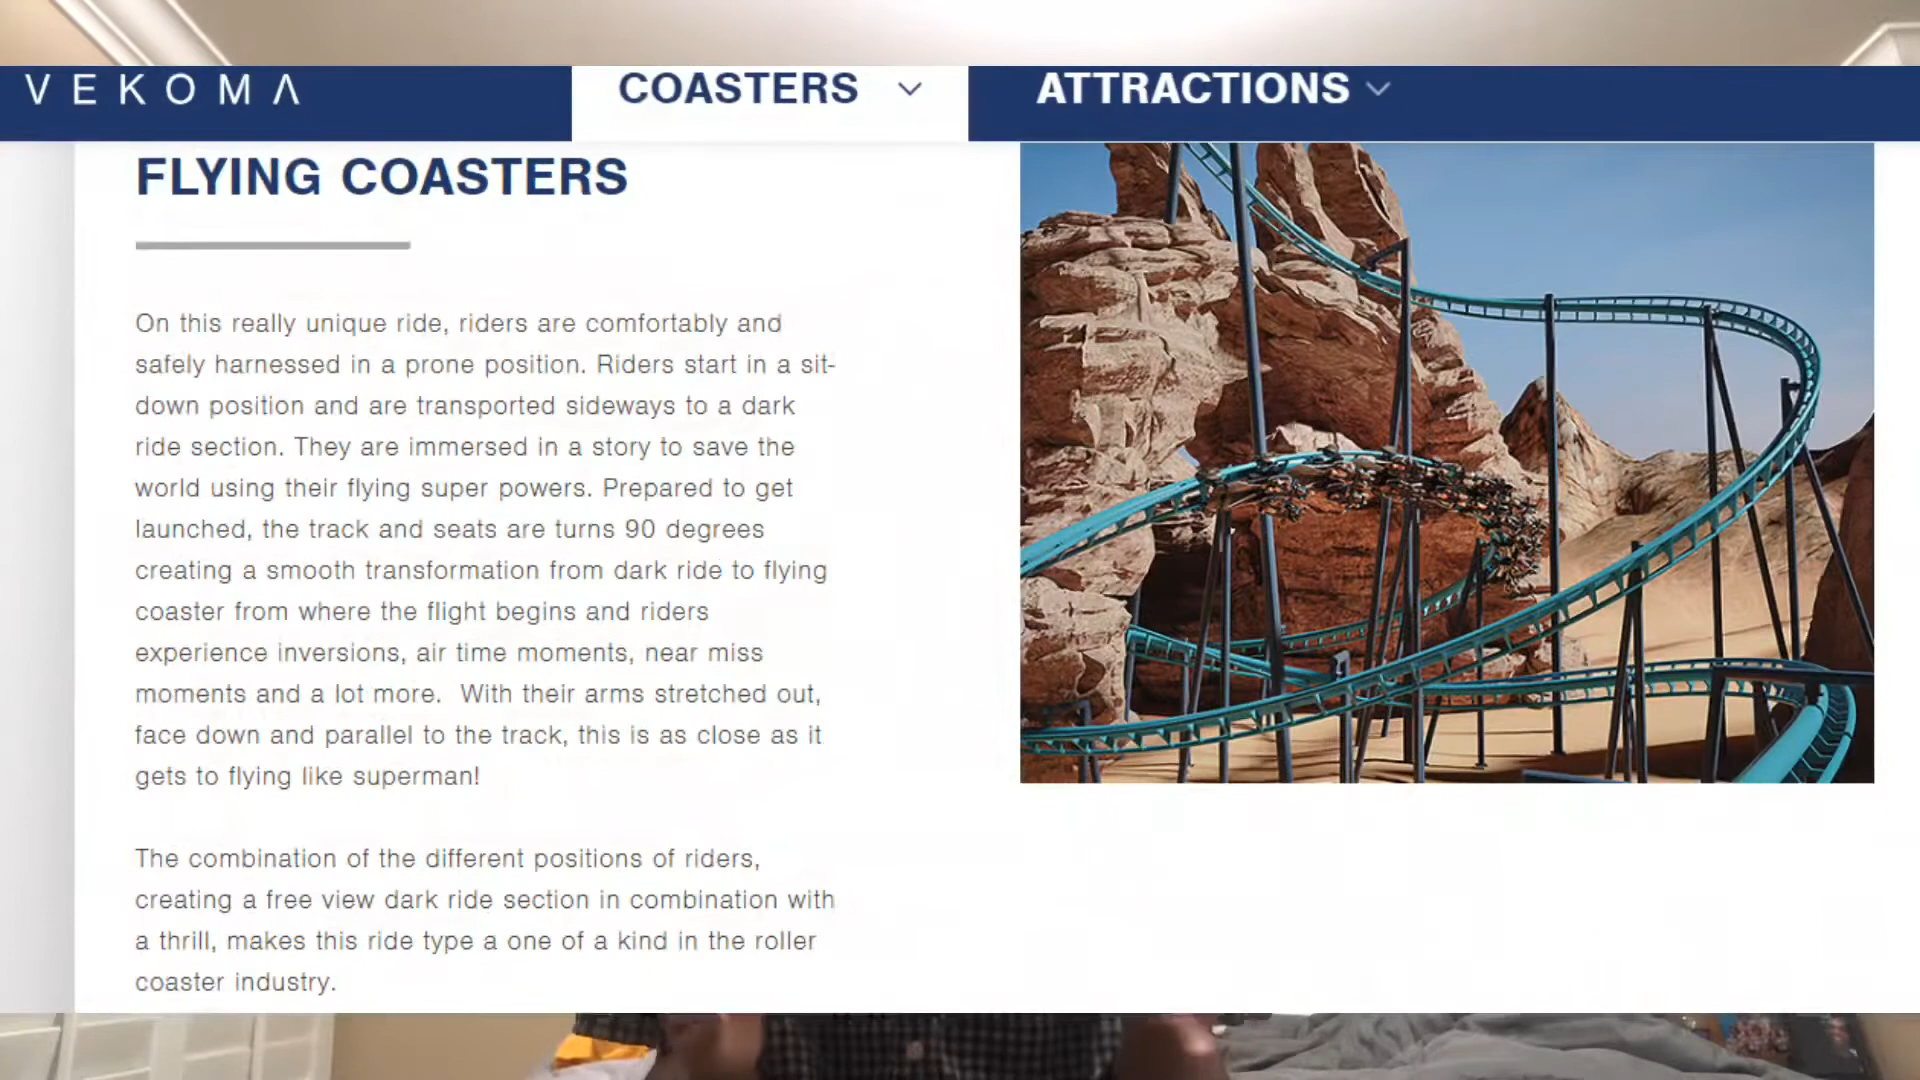 VEKOMA
COASTERS
ATTRACTIONS
FLYING COASTERS
On this really unique ride, riders are comfortably and
safely harnessed in a prone position. Riders start in a sit-
down position and are transported sideways to a dark
ride section. They are immersed in a story to save the
world using their flying super powers. Prepared to get
launched, the track and seats are turns 90 degrees
creating a smooth transformation from dark ride to flying
coaster from where the flight begins and riders
experience inversions, air time moments, near miss
moments and a lot more.  With their arms stretched out,
face down and parallel to the track, this is as close as it
gets to flying like superman!
The combination of the different positions of riders,
creating a free view dark ride section in combination with
a thrill, makes this ride type a one of a kind in the roller
coaster industry.